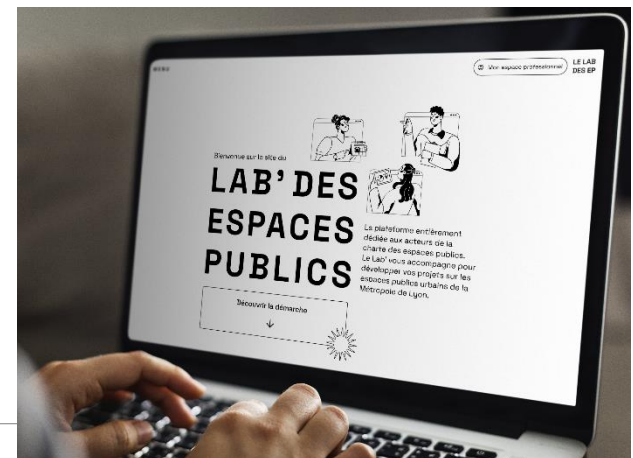 MENU
Mon espace professionnel
LE LAB
DES EP
Bienvenue sur le site du
LAB' DES
ESPACES
PUBLICS
La plateforme entièrement
dédiée aux acteurs de la
charte des espaces publics.
Le Lab' vous accompagne pour
développer vos projets sur les
espaces publics urbains de la
Métropole de Lyon.
Découvrir la démarche